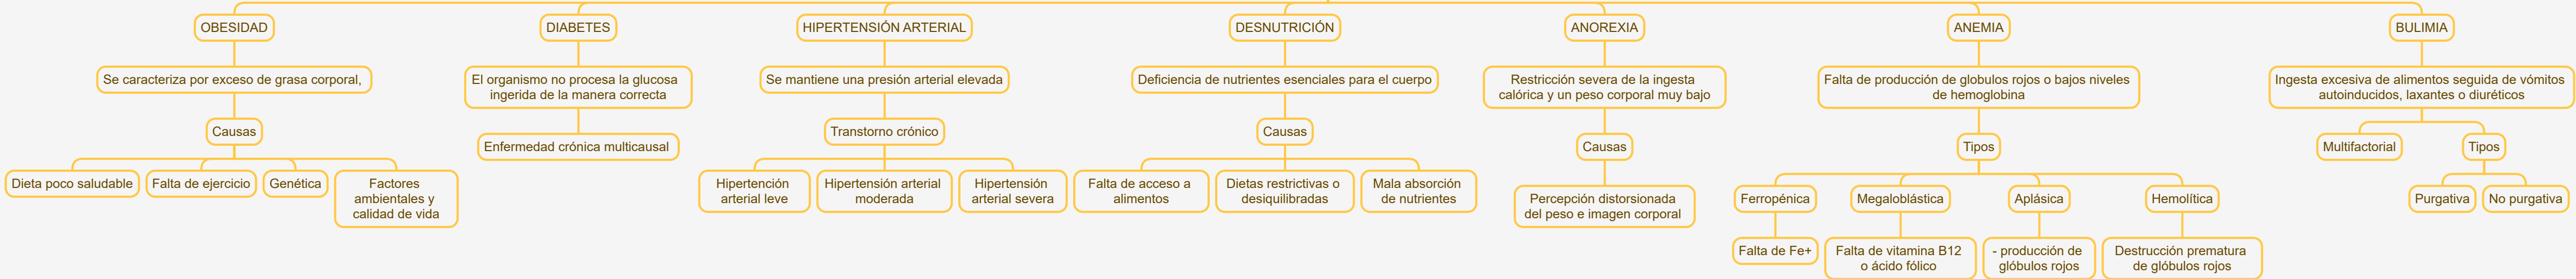 OBESIDAD
Se caracteriza por exceso de grasa corporal,
Causas
Dieta poco saludable
Falta de ejercicio
Genética
Factores
ambientales y
calidad de vida
DIABETES
El organismo no procesa la glucosa
ingerida de la manera correcta
Enfermedad crónica multicausal
HIPERTENSIÓN ARTERIAL
Se mantiene una presión arterial elevada
Transtorno crónico
Hipertención
arterial leve
Hipertensión arterial
moderada
Hipertensión
arterial severa
DESNUTRICIÓN
Deficiencia de nutrientes esenciales para el cuerpo
Causas
Falta de acceso a
alimentos
Dietas restrictivas o
desiquilibradas
Mala absorción
de nutrientes
ANOREXIA
Restricción severa de la ingesta
calórica y un peso corporal muy bajo
Causas
Percepción distorsionada
del peso e imagen corporal
ANEMIA
Falta de producción de globulos rojos o bajos niveles
de hemoglobina
Tipos
Ferropénica
Falta de Fe+
Megaloblástica
Falta de vitamina B12
o ácido fólico
Aplásica
- producción de
glóbulos rojos
Hemolítica
Destrucción prematura
de glóbulos rojos
BULIMIA
Ingesta excesiva de alimentos seguida de vómitos
autoinducidos, laxantes o diuréticos
Multifactorial
Tipos
Purgativa
No purgativa